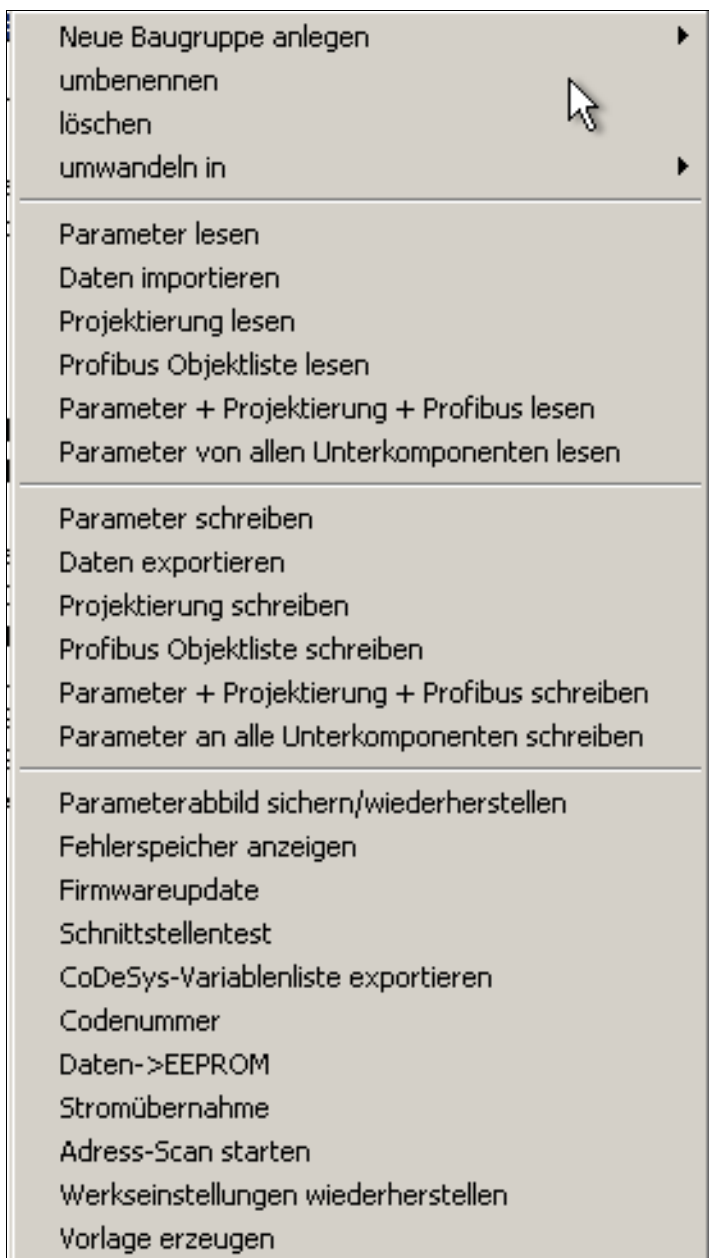 Neue Baugruppe anlegen
umbenennen
löschen
umwandeln in
Parameter lesen
Daten importieren
Projektierung lesen
Profibus Objektliste lesen
Parameter + Projektierung + Profibus lesen
Parameter von allen Unterkomponenten lesen
Parameter schreiben
Daten exportieren
Projektierung schreiben
Profibus Objektliste schreiben
Parameter + Projektierung + Profibus schreiben
Parameter an alle Unterkomponenten schreiben
Parameterabbild sichern/wiederherstellen
Fehlerspeicher anzeigen
Firmwareupdate
Schnittstellentest
CoDeSys-Variablenliste exportieren
Codenummer
Daten->EEPROM
Stromübernahme
Adress-Scan starten
Werkseinstellungen wiederherstellen
Vorlage erzeugen